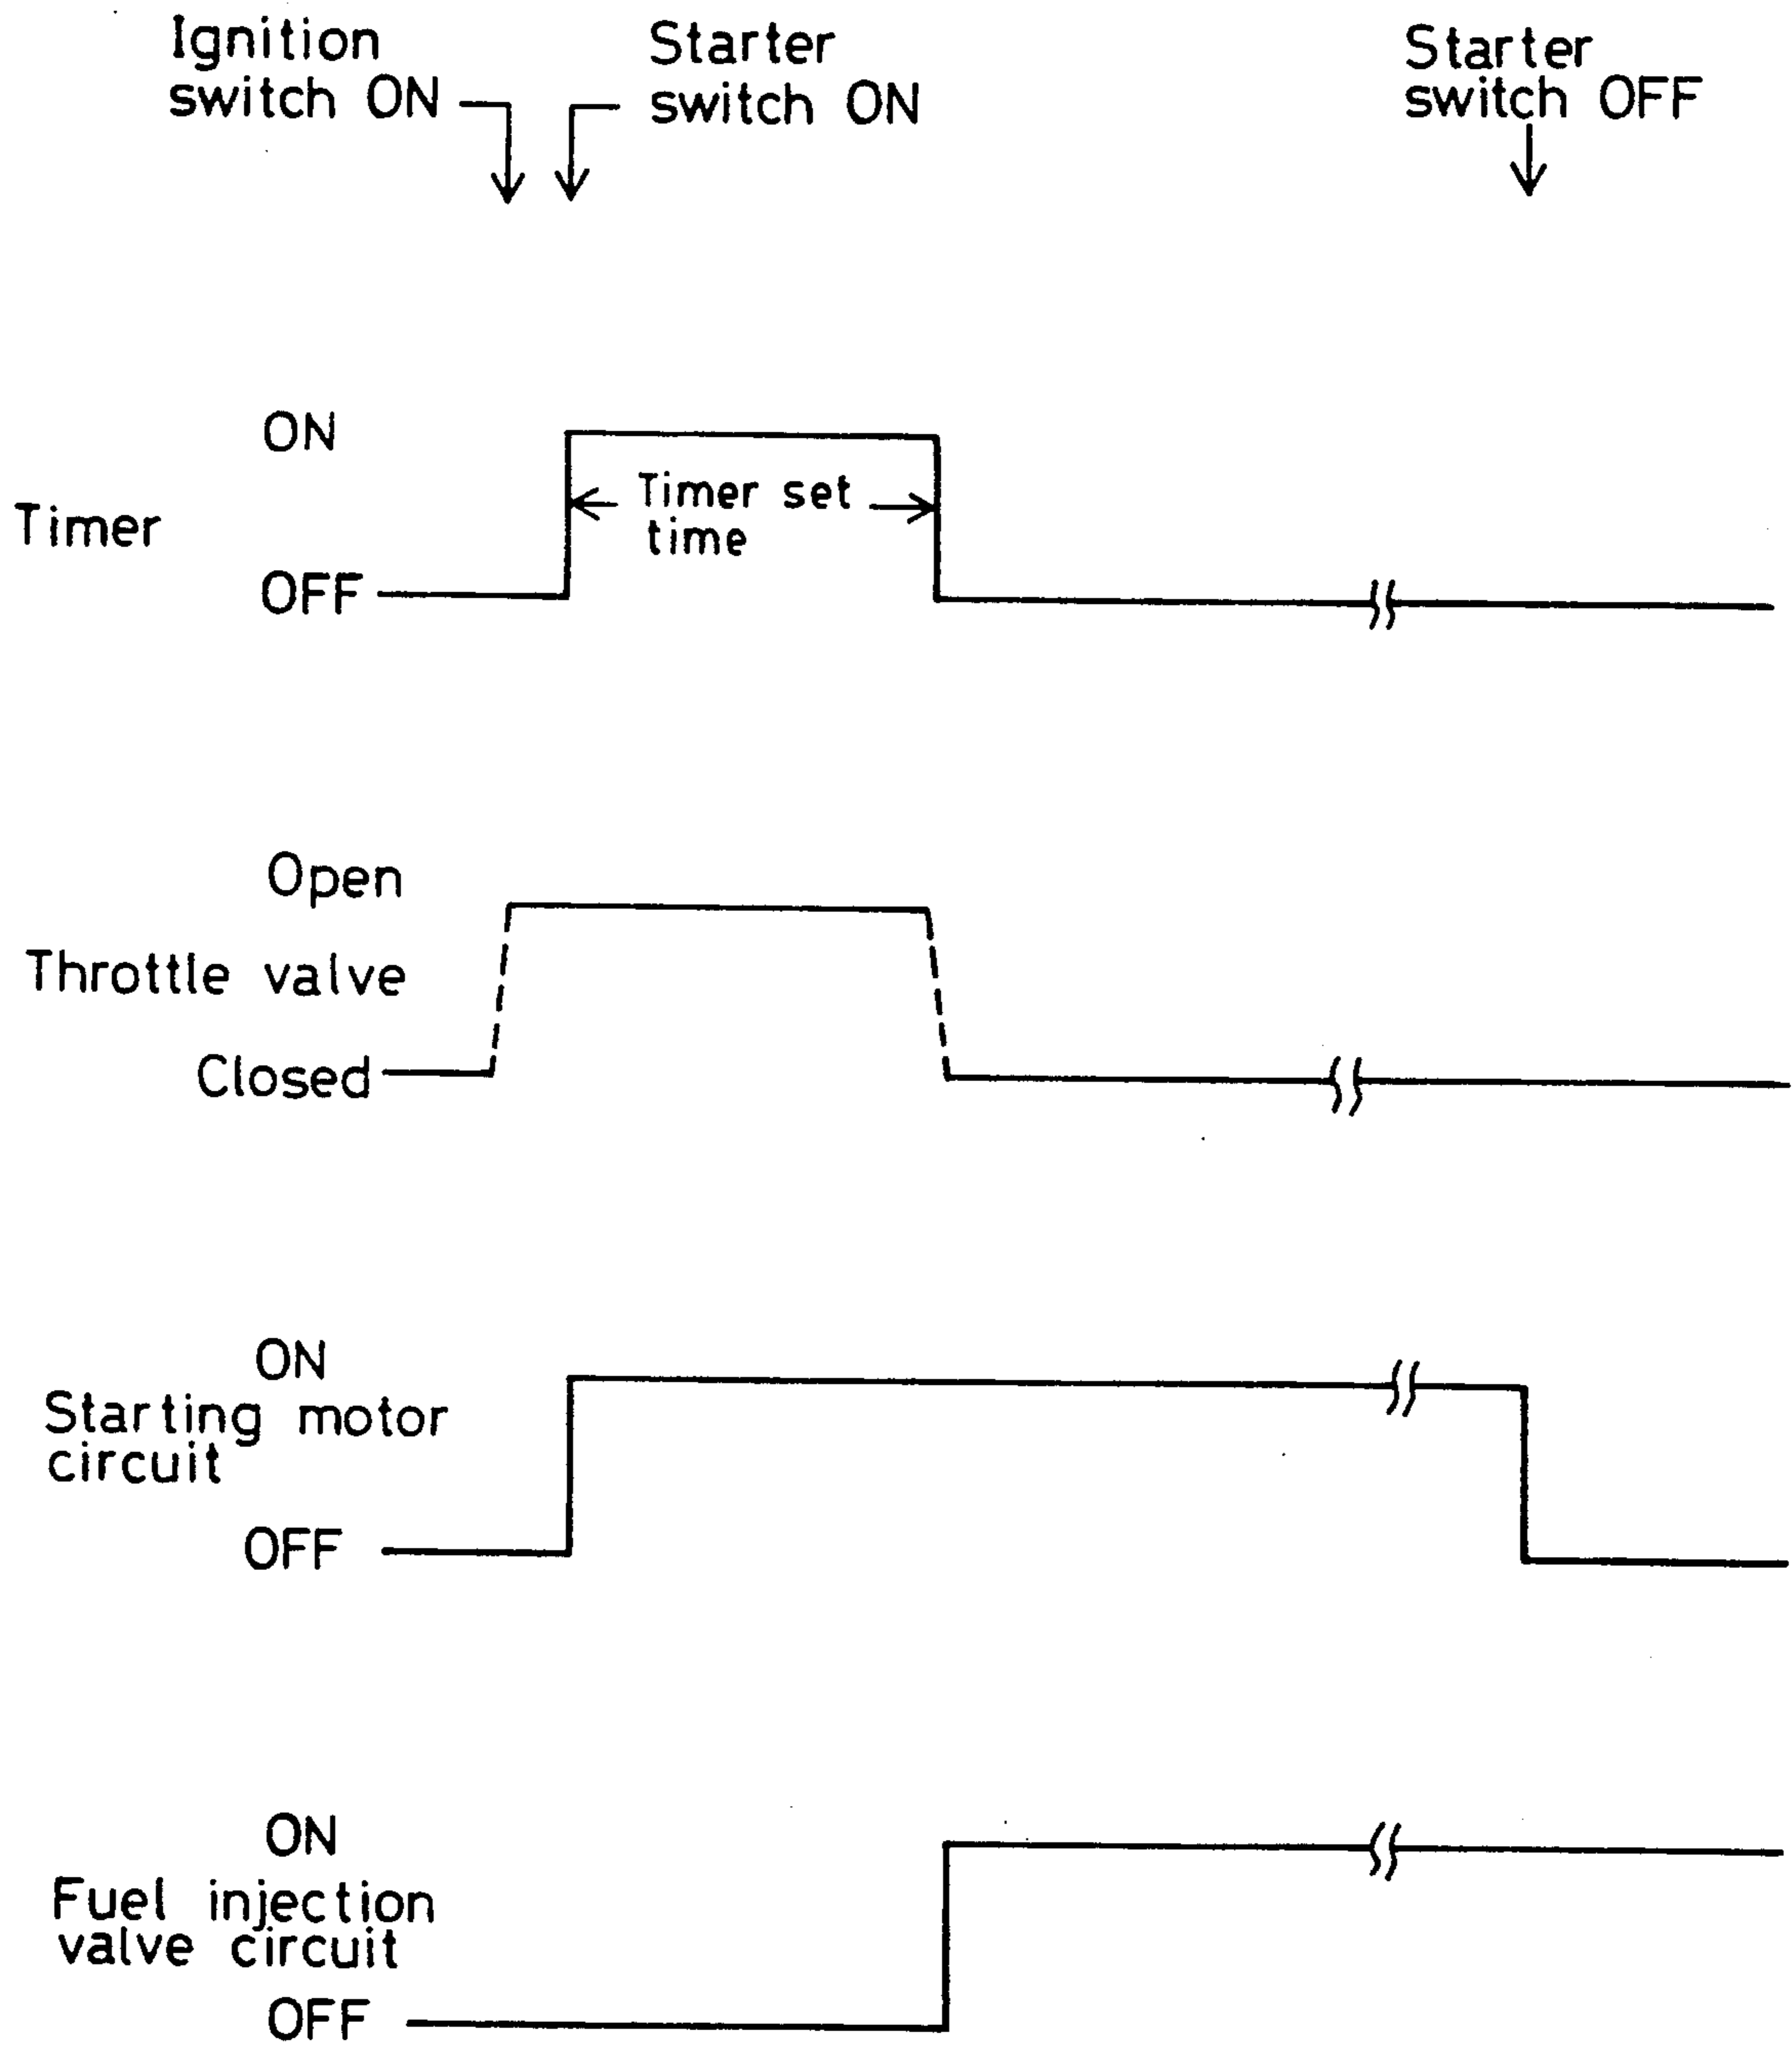 Ignition
switch ON
Starter
switch ON
Starter
switch OFF
ON
Timer set
time
Timer
OFF
Open
Throttle valve
Closed
ON
Starting motor
circuit
OFF
ON
Fuel injection
valve circuit
OFF